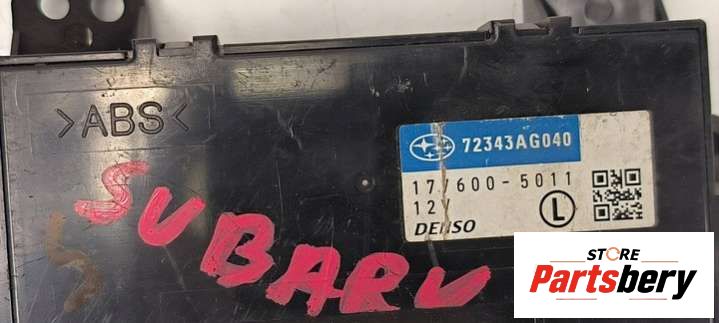 >ABS<
SUBARU
72343AG040
177600-5011
12V
DENSO
L
STORE
Partsbery